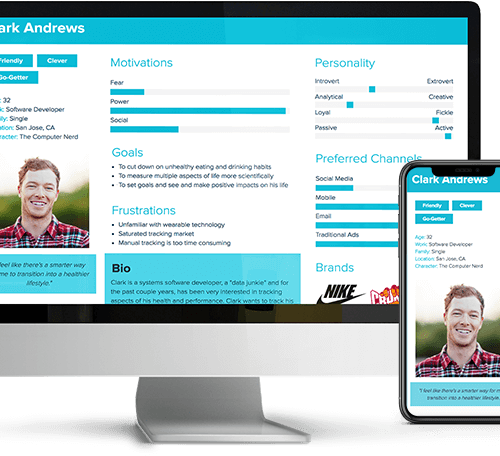 Clark Andrews
Friendly
Clever
Go-Getter
32
Software Developer
Single
San Jose, CA
The Computer Nerd
feel like there's a smarter way
me to transition into a healthier
lifestyle."
Motivations
Fear
Power
Social
Goals
To cut down on unhealthy eating and drinking habits
To measure multiple aspects of life more scientifically
To set goals and see and make positive impacts on his life
Frustrations
Unfamiliar with wearable technology
Saturated tracking market
Manual tracking is too time consuming
Bio
Clark is a systems software developer, a "data junkie" and for
the past couple years, has been very interested in tracking
aspects of his health and performance. Clark wants to track his
Personality
Introvert Extrovert
Analytical Creative
Loyal Fickle
Passive Active
Preferred Channels
Social Media
Mobile
Email
Traditional Ads
Brands
NIKE
Clark Andrews
Friendly
Clever
Go-Getter
Age: 32
Work: Software Developer
Family: Single
Location: San Jose, CA
Character: The Computer Nerd
"I feel like there's a smarter way for me
transition into a healthier lifestyle."